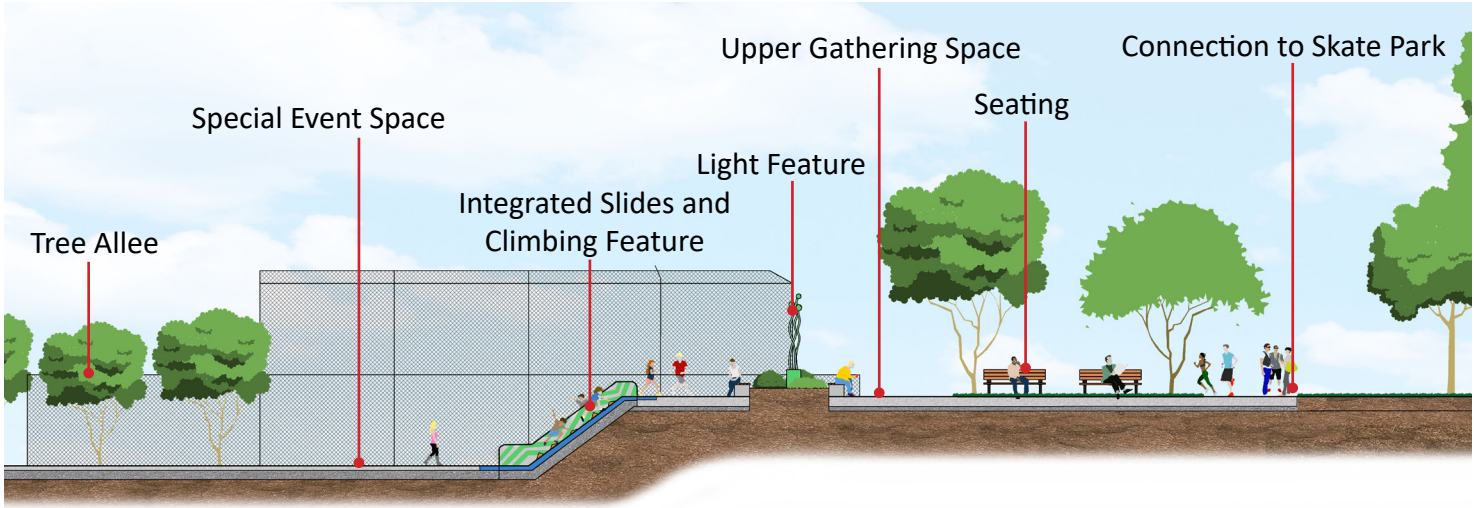 Upper Gathering Space
Connection to Skate Park
Seating
Special Event Space
Light Feature
Integrated Slides and
Climbing Feature
Tree Allee